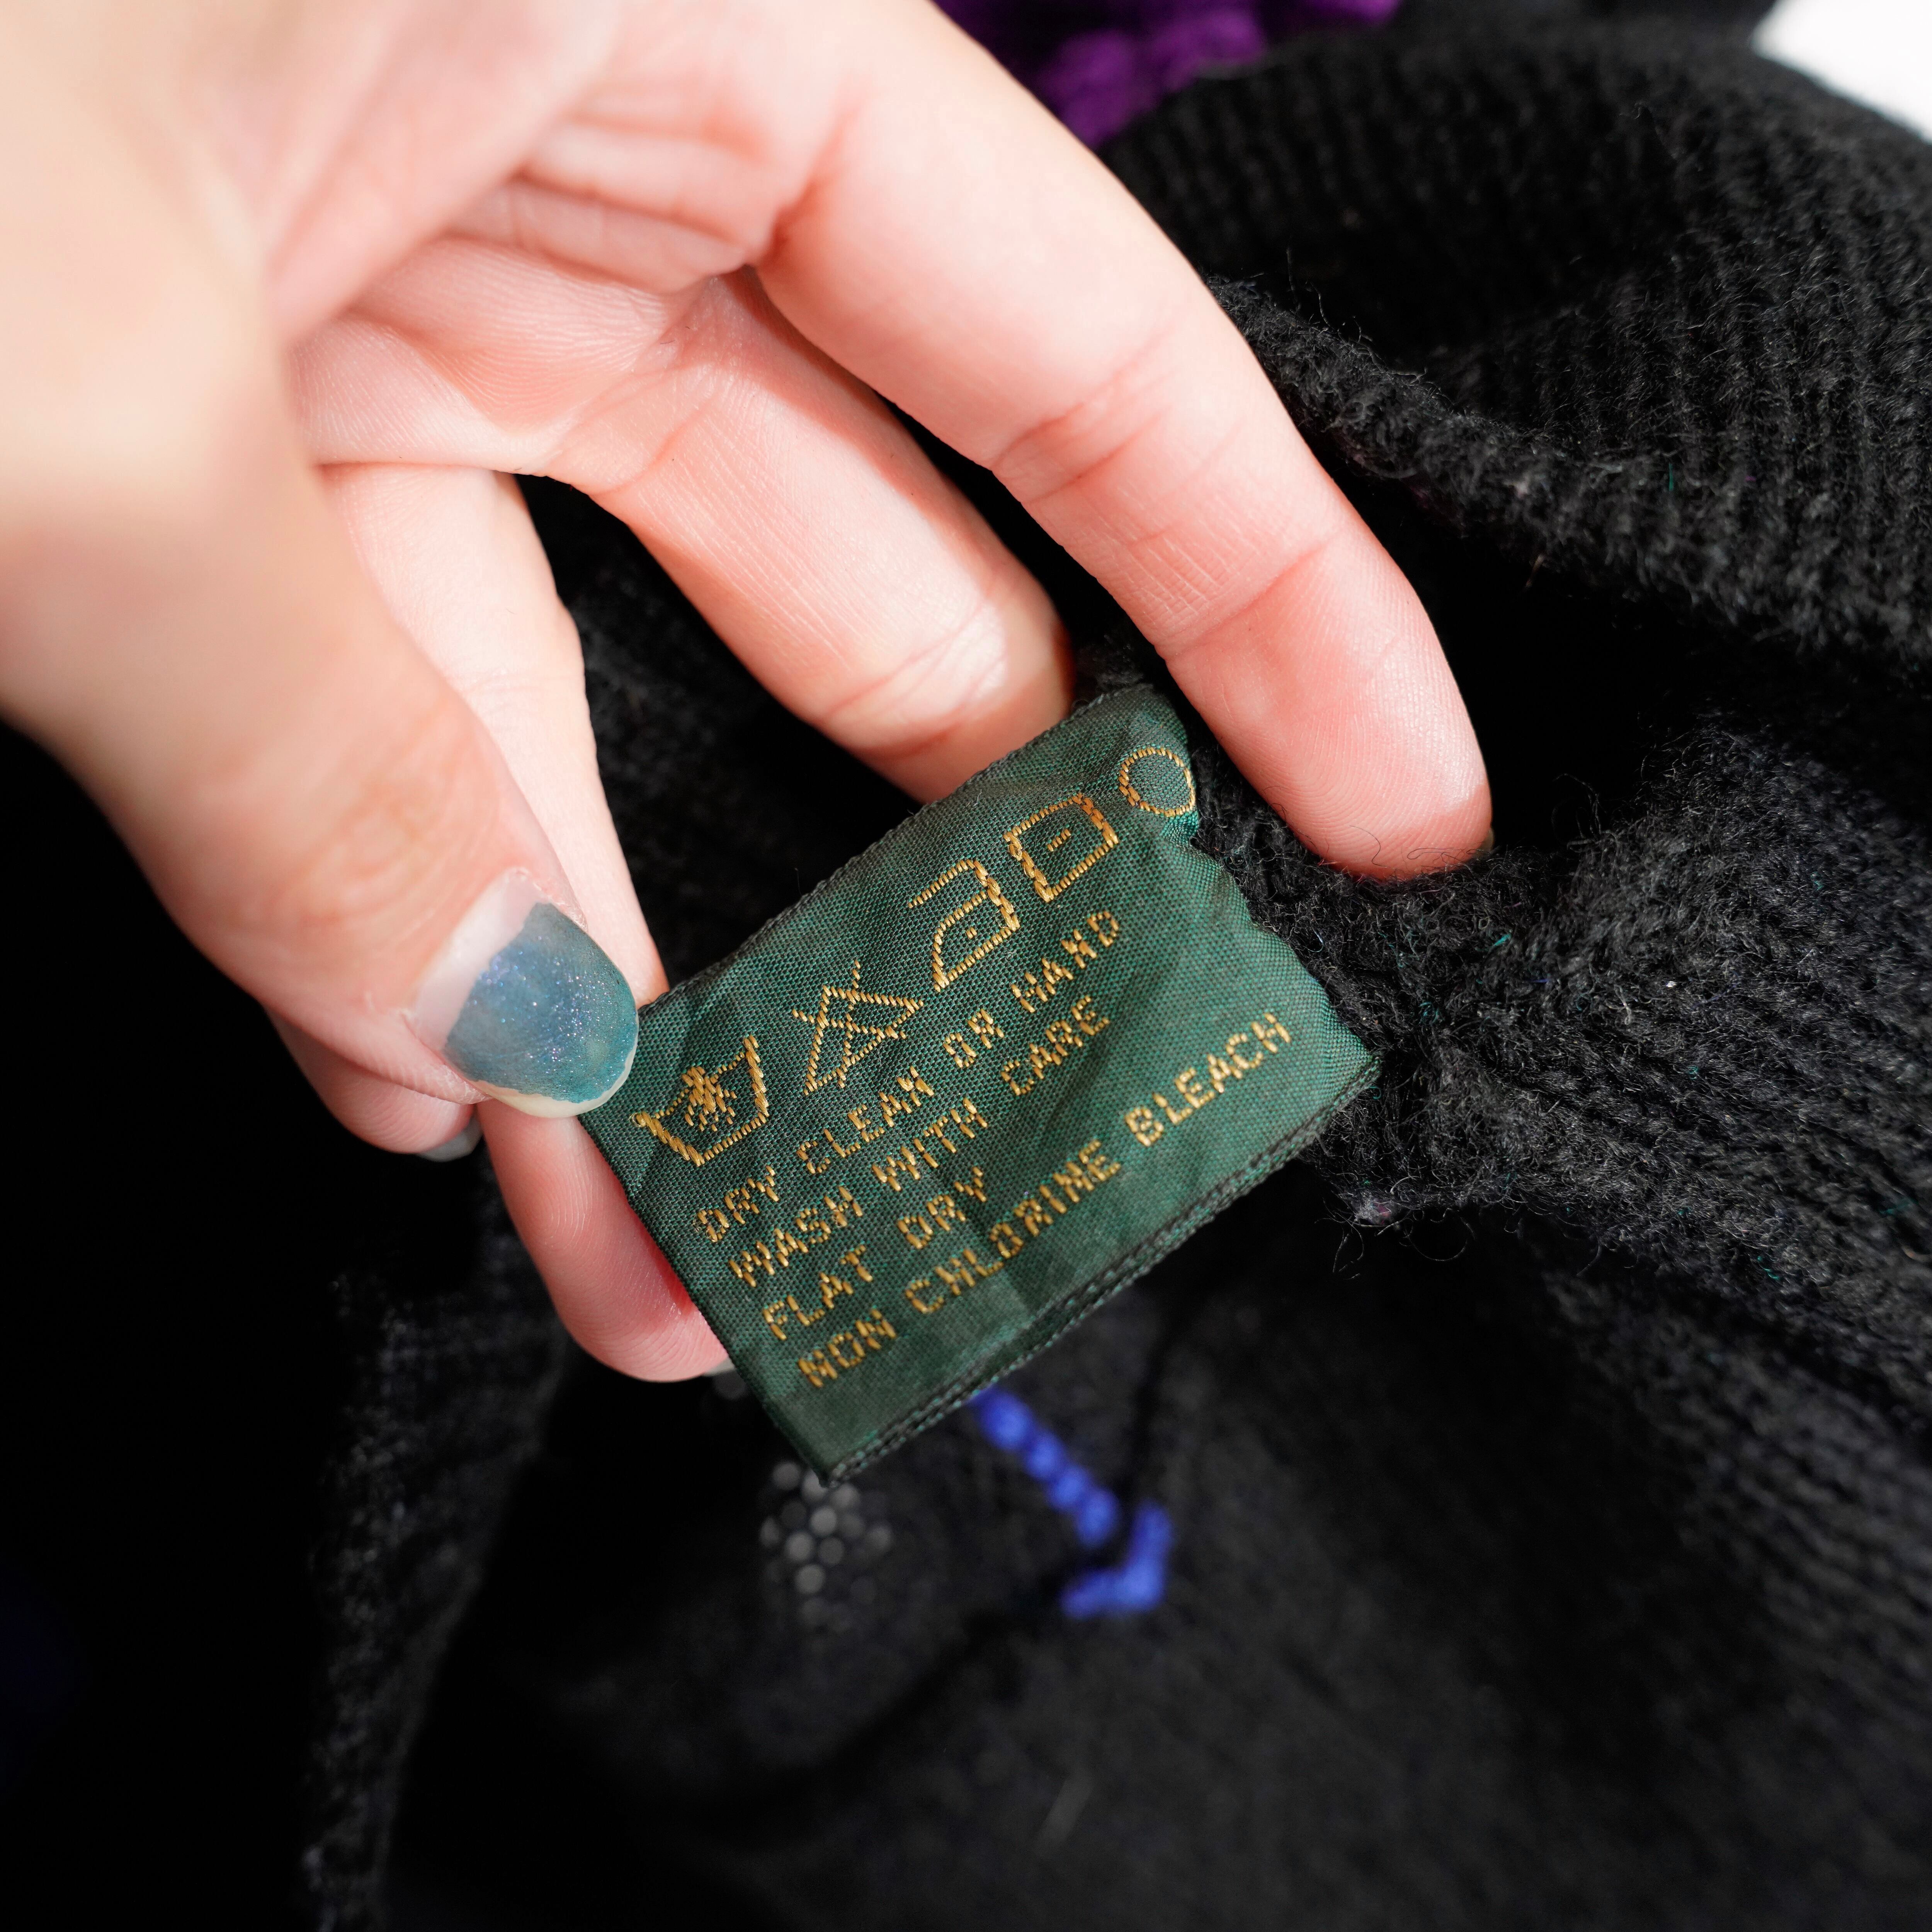 DRY CLEAN OR HAND
WASH WITH CARE
FLAT DRY
NON CHLORINE BLEACH